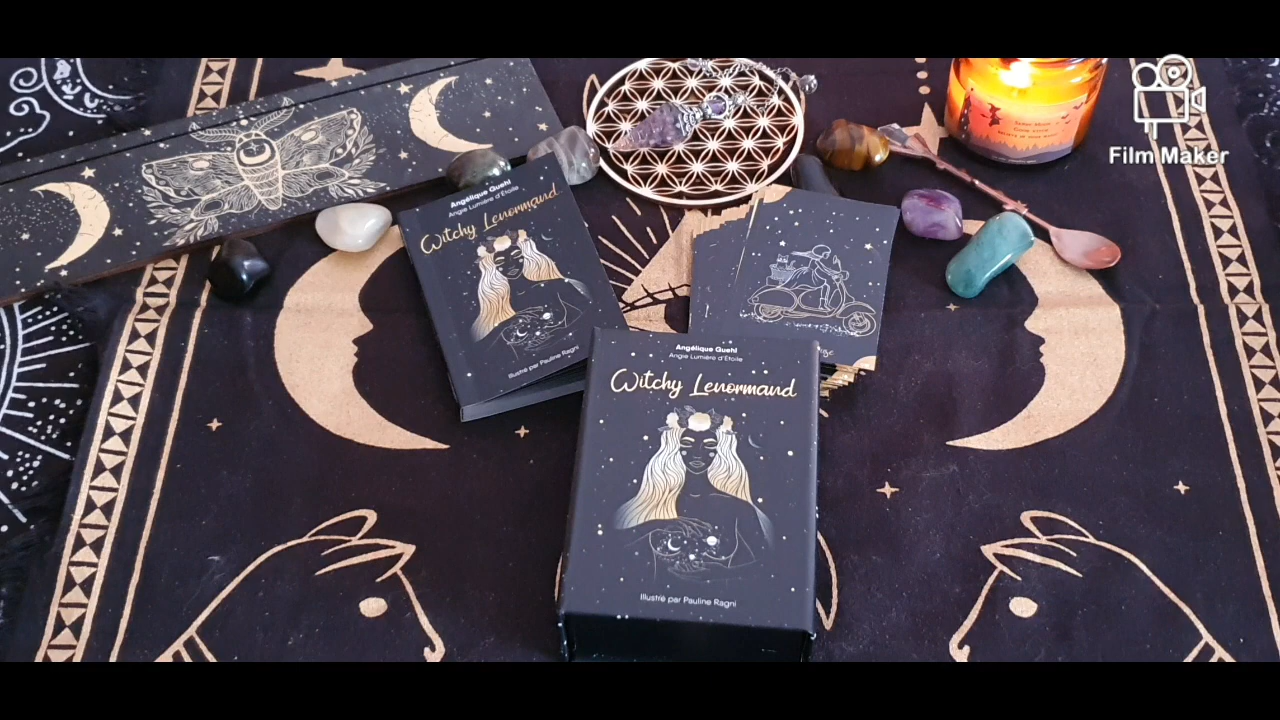 Film Maker
Angélique Guehl
Angie Lumière d'Étoile
Witchy Lenormand
Illustré par Pauline Ragni
Angélique Guehl
Angie Lumière d'Étoile
Witchy Lenormand
Illustré par Pauline Ragni